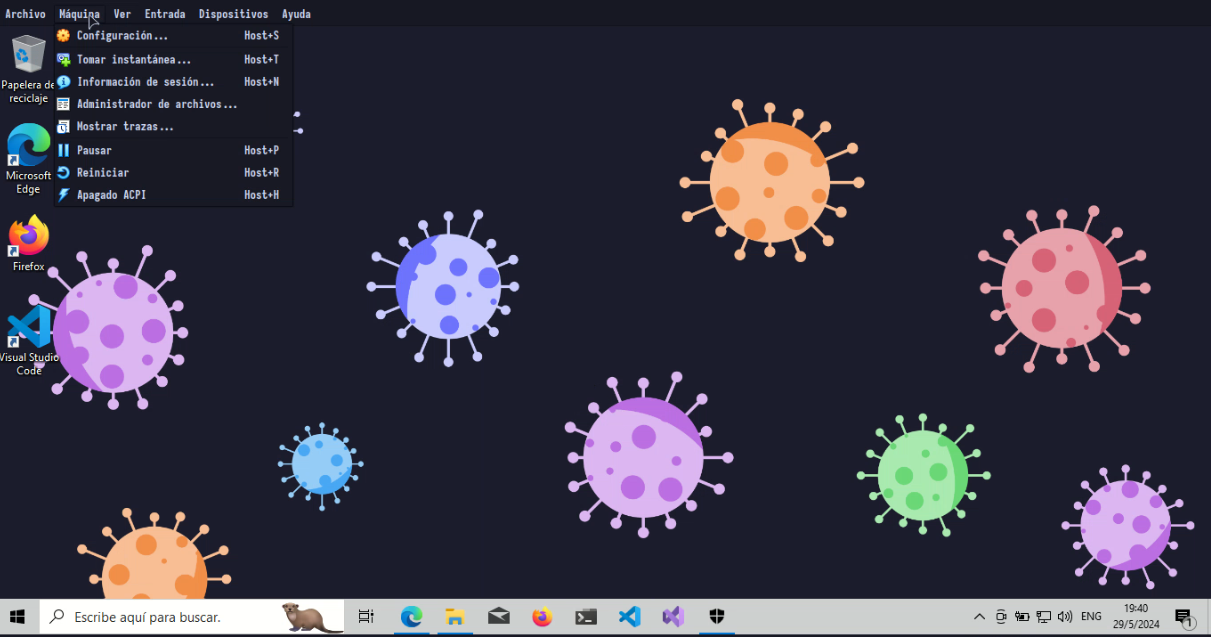 Archivo Máquina Ver Entrada Dispositivos Ayuda
Configuración... Host+S
Tomar instantánea... Host+T
Información de sesión... Host+N
Administrador de archivos...
Mostrar trazas...
Pausar Host+P
Reiniciar Host+R
Apagado ACPI Host+H
Papelera de
reciclaje
Microsoft
Edge
Firefox
Visual Studio
Code
Escribe aquí para buscar.
ENG
19:40
29/5/2024
1